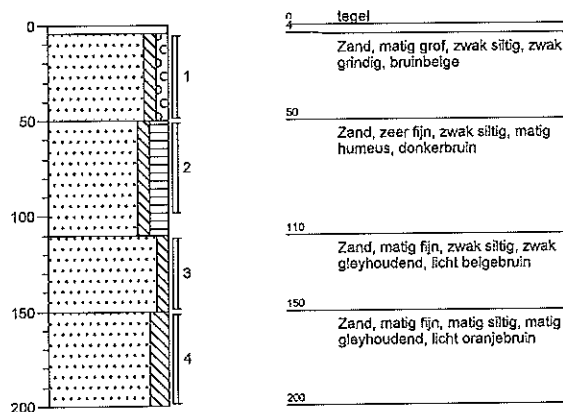 0
50
100
150
200
1
2
3
4
0 tegel
4
Zand, matig grof, zwak siltig, zwak
grindig, bruinbeige
50
Zand, zeer fijn, zwak siltig, matig
humeus, donkerbruin
110
Zand, matig fijn, zwak siltig, zwak
gleyhoudend, licht beigebruin
150
Zand, matig fijn, matig siltig, matig
gleyhoudend, licht oranjebruin
200